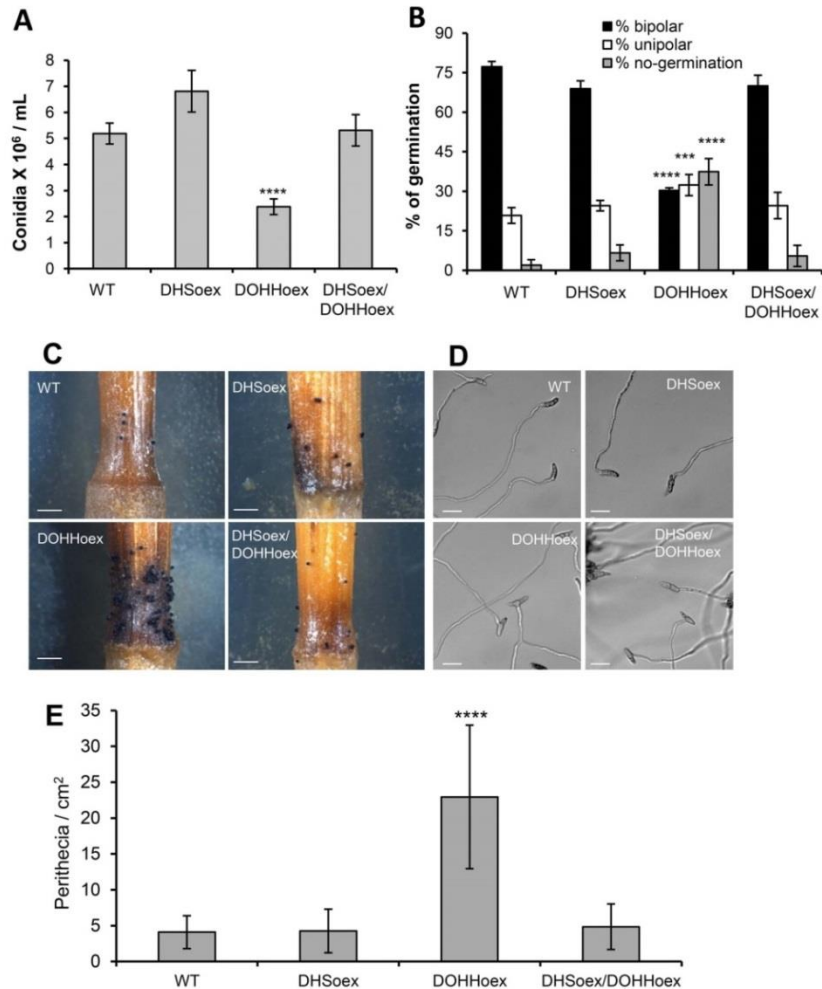 A
Conidia X 10⁶ / mL
8
7
6
5
4
3
2
1
0
****
WT
DHSoex
DOHHoex
DHSoex/
DOHHoex
B
% of germination
90
75
60
45
30
15
0
% bipolar
% unipolar
% no-germination
**** *** ****
WT
DHSoex
DOHHoex
DHSoex/
DOHHoex
C
WT
DHSoex
DOHHoex
DHSoex/
DOHHoex
D
WT
DHSoex
DOHHoex
DHSoex/
DOHHoex
E
Perithecia / cm²
35
30
25
20
15
10
5
0
****
WT
DHSoex
DOHHoex
DHSoex/DOHHoex